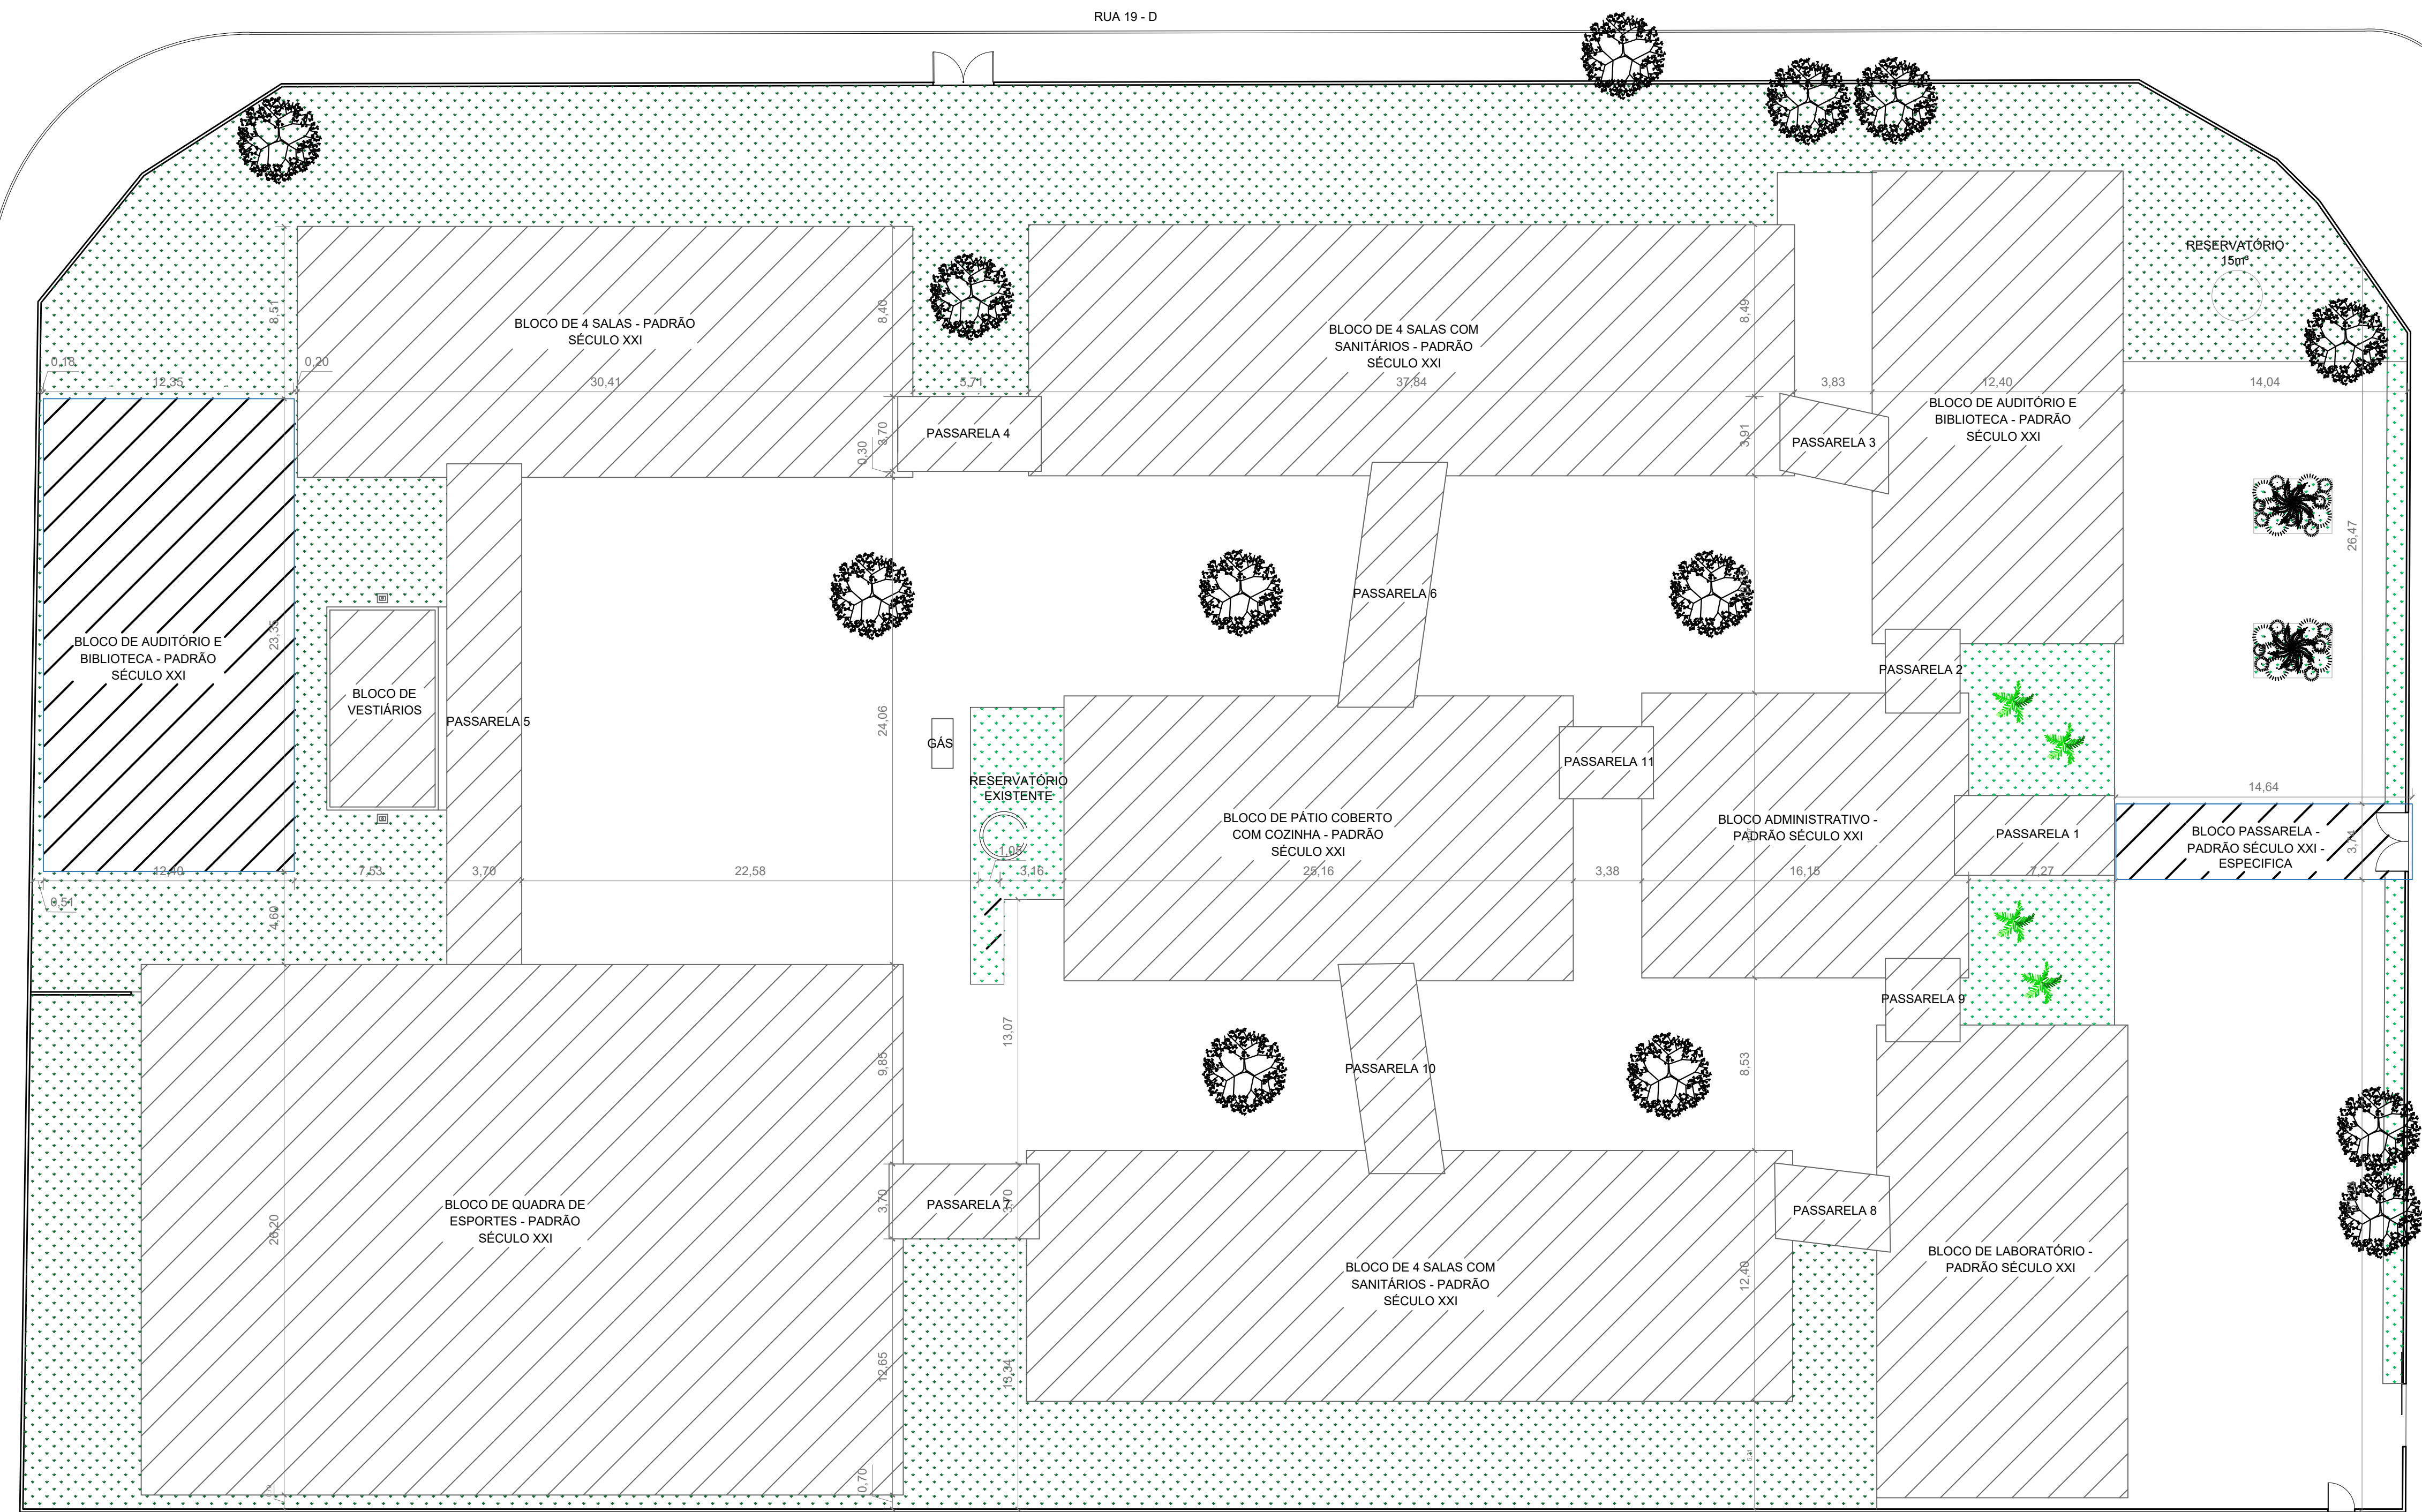 RUA 19 - D
RESERVATÓRIO
15m³
8,51
8,40
8,49
BLOCO DE 4 SALAS - PADRÃO
SÉCULO XXI
BLOCO DE 4 SALAS COM
SANITÁRIOS - PADRÃO
SÉCULO XXI
0,18
0,20
12,35
30,41
5,71
37,84
3,83
12,40
14,04
BLOCO DE AUDITÓRIO E
BIBLIOTECA - PADRÃO
SÉCULO XXI
PASSARELA 4
3,70
0,30
3,91
PASSARELA 3
26,47
PASSARELA 6
BLOCO DE AUDITÓRIO E
BIBLIOTECA - PADRÃO
SÉCULO XXI
23,35
BLOCO DE
VESTIÁRIOS
PASSARELA 5
24,06
GÁS
PASSARELA 2
RESERVATÓRIO
EXISTENTE
PASSARELA 11
BLOCO DE PÁTIO COBERTO
COM COZINHA - PADRÃO
SÉCULO XXI
BLOCO ADMINISTRATIVO -
PADRÃO SÉCULO XXI
PASSARELA 1
14,64
BLOCO PASSARELA -
PADRÃO SÉCULO XXI -
ESPECIFICA
3,74
12,40
7,53
3,70
22,58
1,05
3,16
25,16
3,38
16,15
7,27
0,51
4,60
PASSARELA 9
9,85
13,07
PASSARELA 10
8,53
BLOCO DE QUADRA DE
ESPORTES - PADRÃO
SÉCULO XXI
26,20
3,70
PASSARELA 7
3,70
PASSARELA 8
BLOCO DE 4 SALAS COM
SANITÁRIOS - PADRÃO
SÉCULO XXI
12,40
BLOCO DE LABORATÓRIO -
PADRÃO SÉCULO XXI
12,65
13,34
0,70